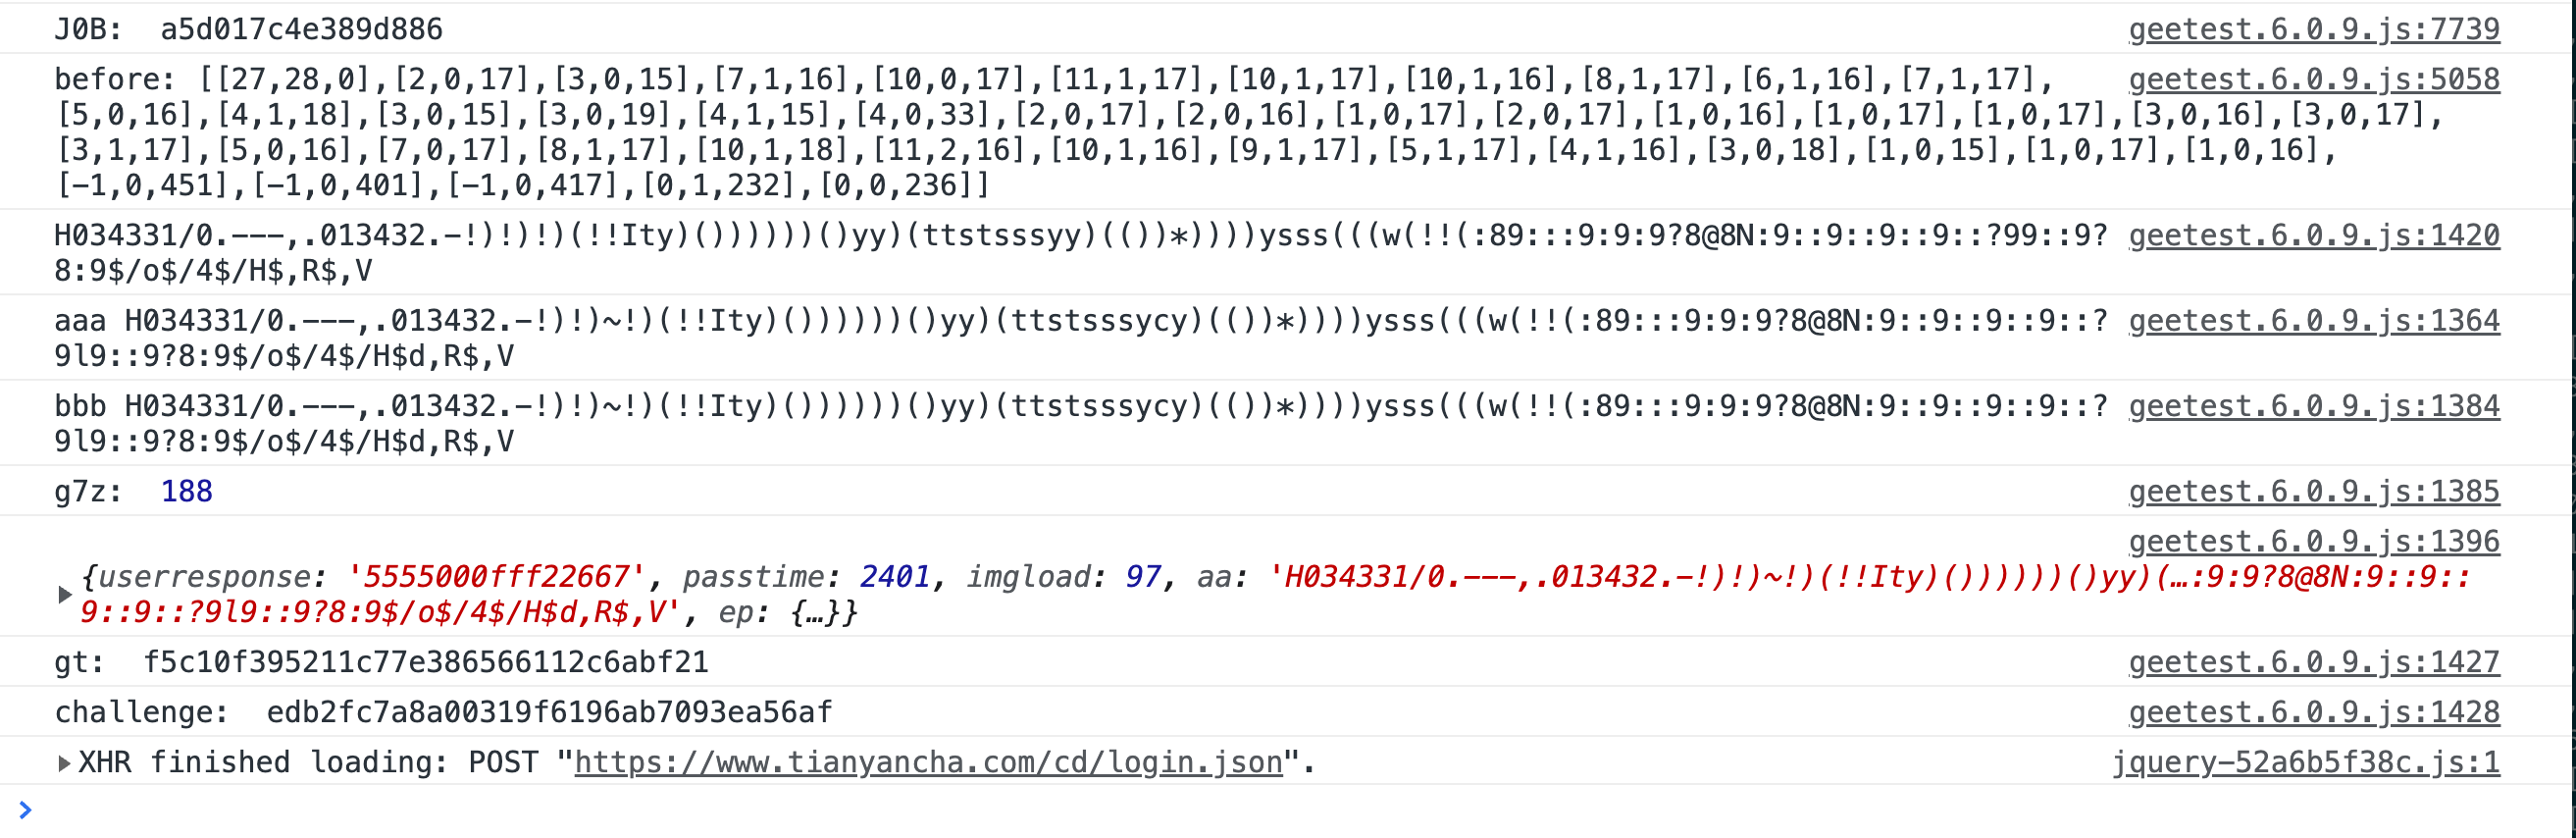 J0B:  a5d017c4e389d886 geetest.6.0.9.js:7739
before: [[27,28,0],[2,0,17],[3,0,15],[7,1,16],[10,0,17],[11,1,17],[10,1,17],[10,1,16],[8,1,17],[6,1,16],[7,1,17], geetest.6.0.9.js:5058
[5,0,16],[4,1,18],[3,0,15],[3,0,19],[4,1,15],[4,0,33],[2,0,17],[2,0,16],[1,0,17],[2,0,17],[1,0,16],[1,0,17],[1,0,17],[3,0,16],[3,0,17],
[3,1,17],[5,0,16],[7,0,17],[8,1,17],[10,1,18],[11,2,16],[10,1,16],[9,1,17],[5,1,17],[4,1,16],[3,0,18],[1,0,15],[1,0,17],[1,0,16],
[-1,0,451],[-1,0,401],[-1,0,417],[0,1,232],[0,0,236]]
H034331/0.---,.013432.-!)!)!)(!!Ity)())))))()yy)(ttstsssyy)(())*))))ysss(((w(!!(:89:::9:9:9?8@8N:9::9::9::9::?99::9? geetest.6.0.9.js:1420
8:9$/o$/4$/H$,R$,V
aaa H034331/0.---,.013432.-!)!)~!)(!!Ity)())))))()yy)(ttstsssycy)(())*))))ysss(((w(!!(:89:::9:9:9?8@8N:9::9::9::9::? geetest.6.0.9.js:1364
9l9::9?8:9$/o$/4$/H$d,R$,V
bbb H034331/0.---,.013432.-!)!)~!)(!!Ity)())))))()yy)(ttstsssycy)(())*))))ysss(((w(!!(:89:::9:9:9?8@8N:9::9::9::9::? geetest.6.0.9.js:1384
9l9::9?8:9$/o$/4$/H$d,R$,V
g7z:  188 geetest.6.0.9.js:1385
geetest.6.0.9.js:1396
{userresponse: '5555000fff22667', passtime: 2401, imgload: 97, aa: 'H034331/0.---,.013432.-!)!)~!)(!!Ity)())))))()yy)(…:9:9?8@8N:9::9::
9::9::?9l9::9?8:9$/o$/4$/H$d,R$,V', ep: {…}}
gt:  f5c10f395211c77e386566112c6abf21 geetest.6.0.9.js:1427
challenge:  edb2fc7a8a00319f6196ab7093ea56af geetest.6.0.9.js:1428
XHR finished loading: POST "https://www.tianyancha.com/cd/login.json". jquery-52a6b5f38c.js:1